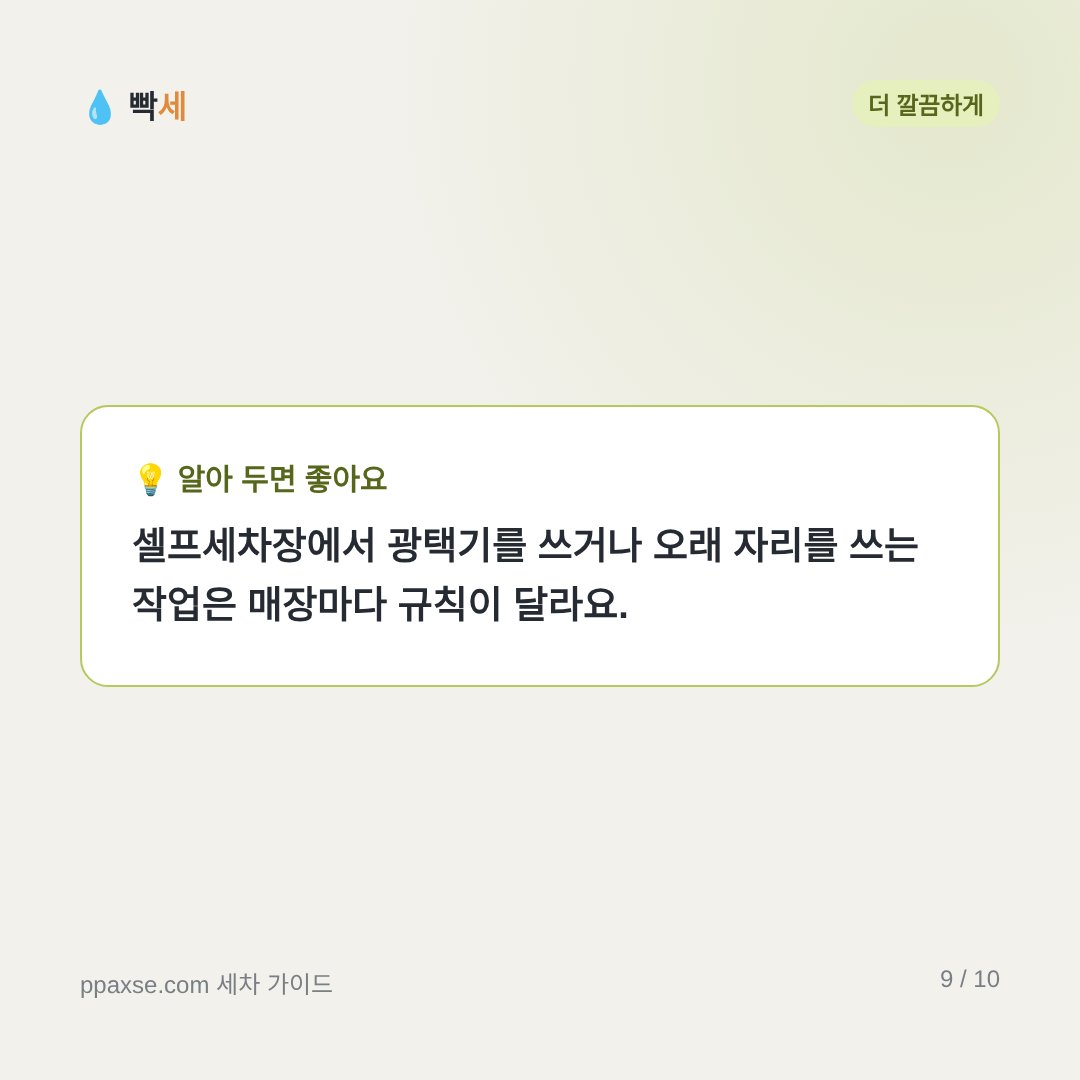 빡세
더 깔끔하게
알아 두면 좋아요
셀프세차장에서 광택기를 쓰거나 오래 자리를 쓰는
작업은 매장마다 규칙이 달라요.
ppaxse.com 세차 가이드
9 / 10